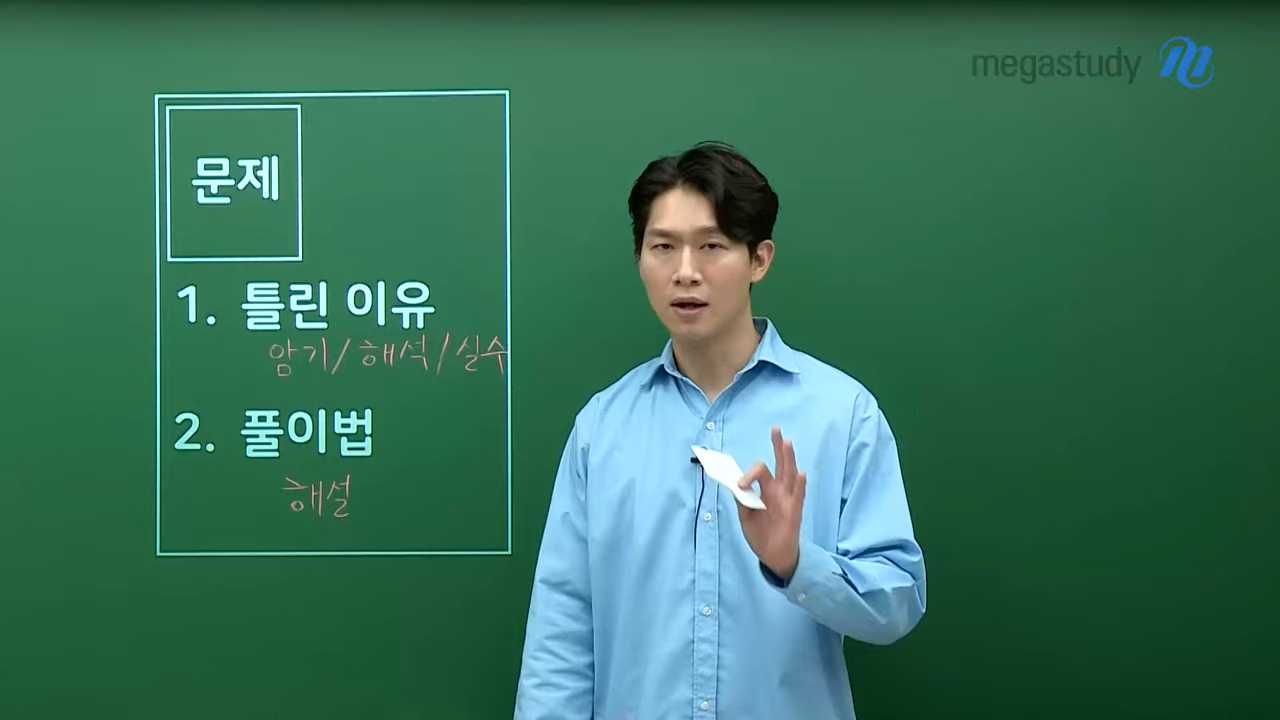 megastudy
문제
1. 틀린 이유
암기/해석/실수
2. 풀이법
해설